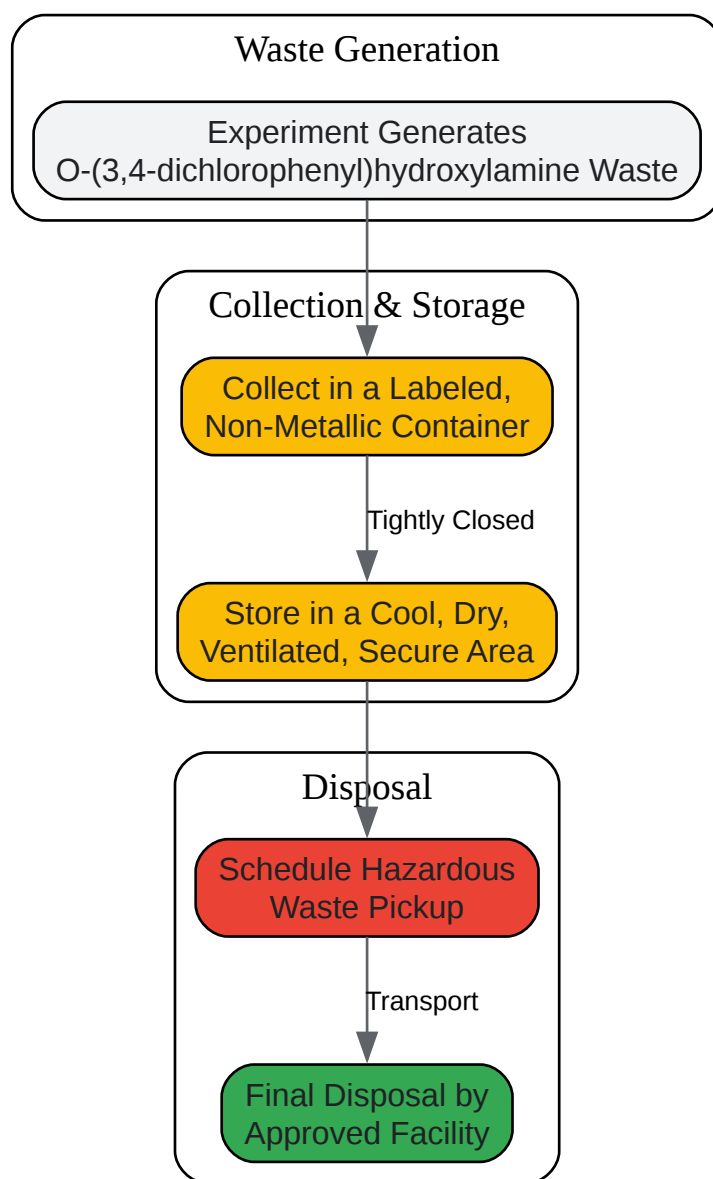 Waste Generation
Experiment Generates
O-(3,4-dichlorophenyl)hydroxylamine Waste
Collection & Storage
Collect in a Labeled,
Non-Metallic Container
Tightly Closed
Store in a Cool, Dry,
Ventilated, Secure Area
Disposal
Schedule Hazardous
Waste Pickup
Transport
Final Disposal by
Approved Facility